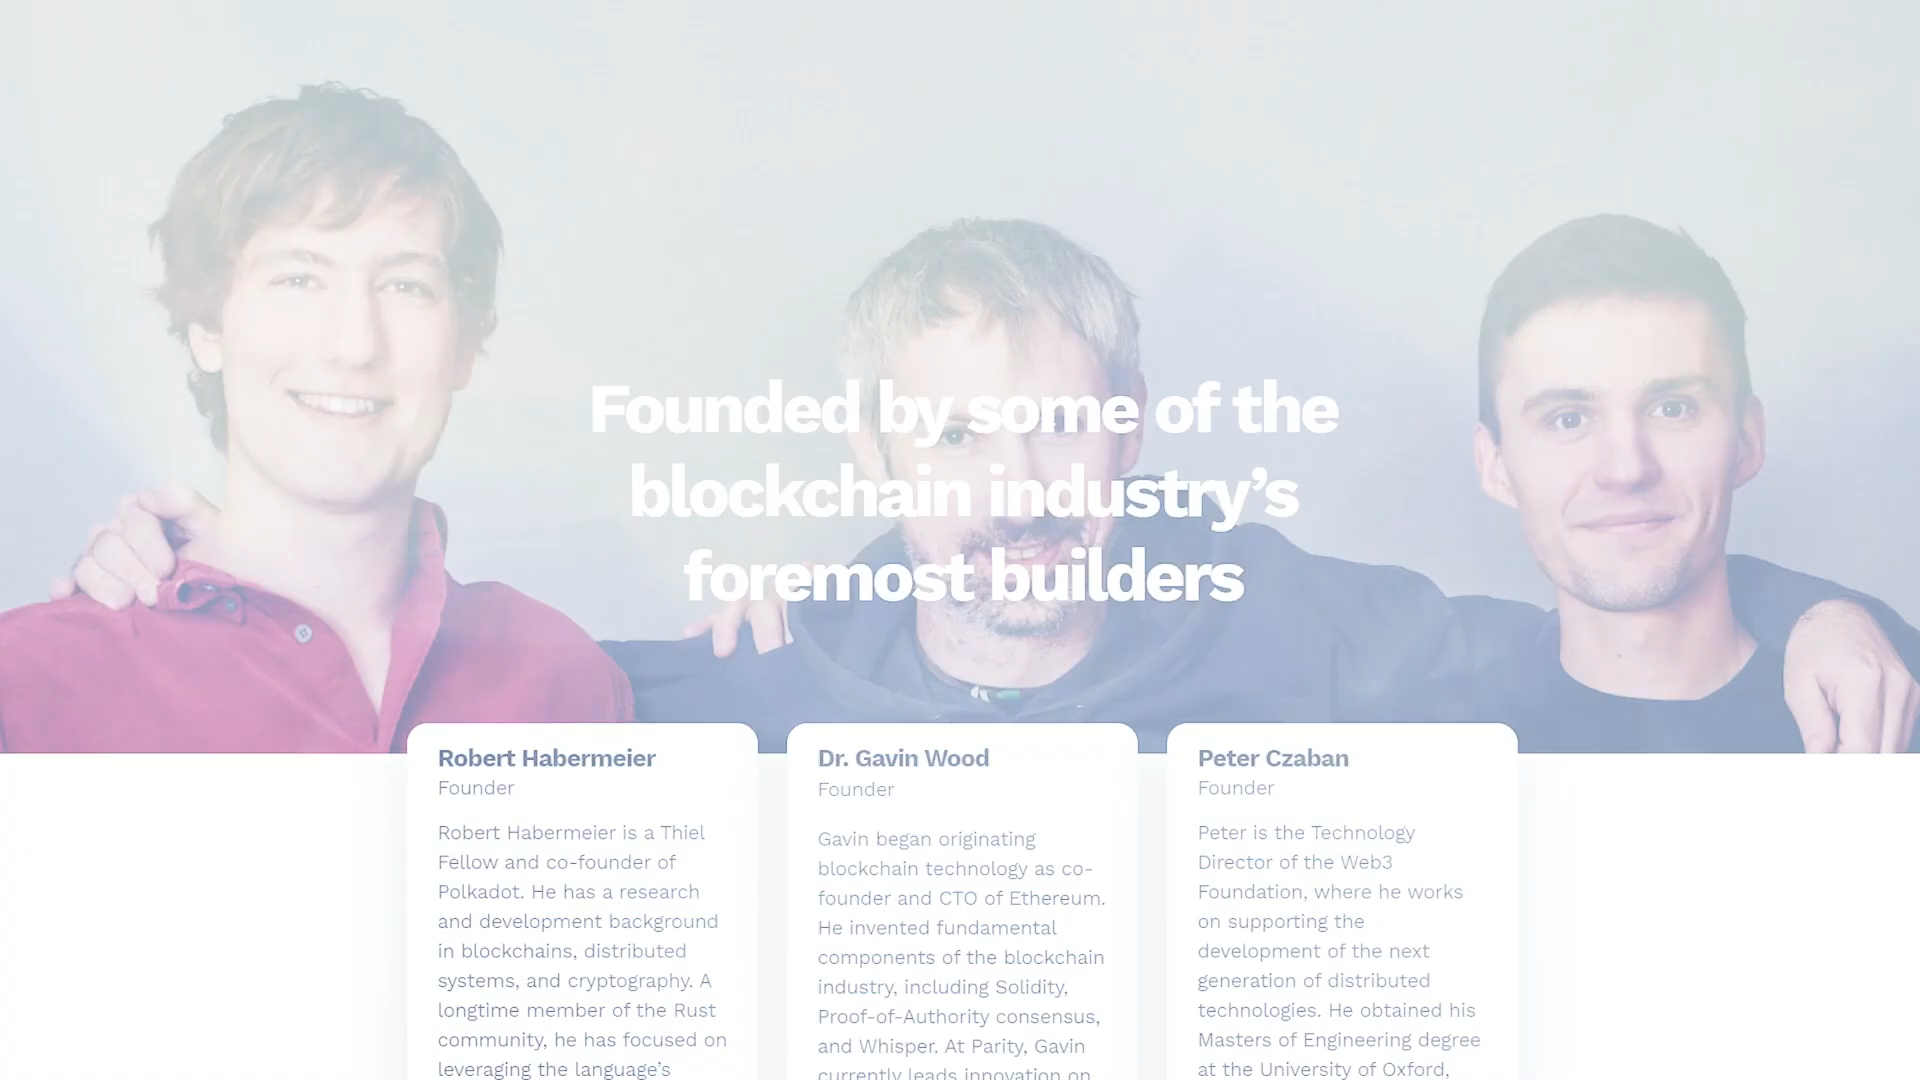 Founded by some of the
blockchain industry’s
foremost builders
Robert Habermeier
Founder
Robert Habermeier is a Thiel
Fellow and co-founder of
Polkadot. He has a research
and development background
in blockchains, distributed
systems, and cryptography. A
longtime member of the Rust
community, he has focused on
leveraging the language’s
Dr. Gavin Wood
Founder
Gavin began originating
blockchain technology as co-
founder and CTO of Ethereum.
He invented fundamental
components of the blockchain
industry, including Solidity,
Proof-of-Authority consensus,
and Whisper. At Parity, Gavin
currently leads innovation on
Peter Czaban
Founder
Peter is the Technology
Director of the Web3
Foundation, where he works
on supporting the
development of the next
generation of distributed
technologies. He obtained his
Masters of Engineering degree
at the University of Oxford,